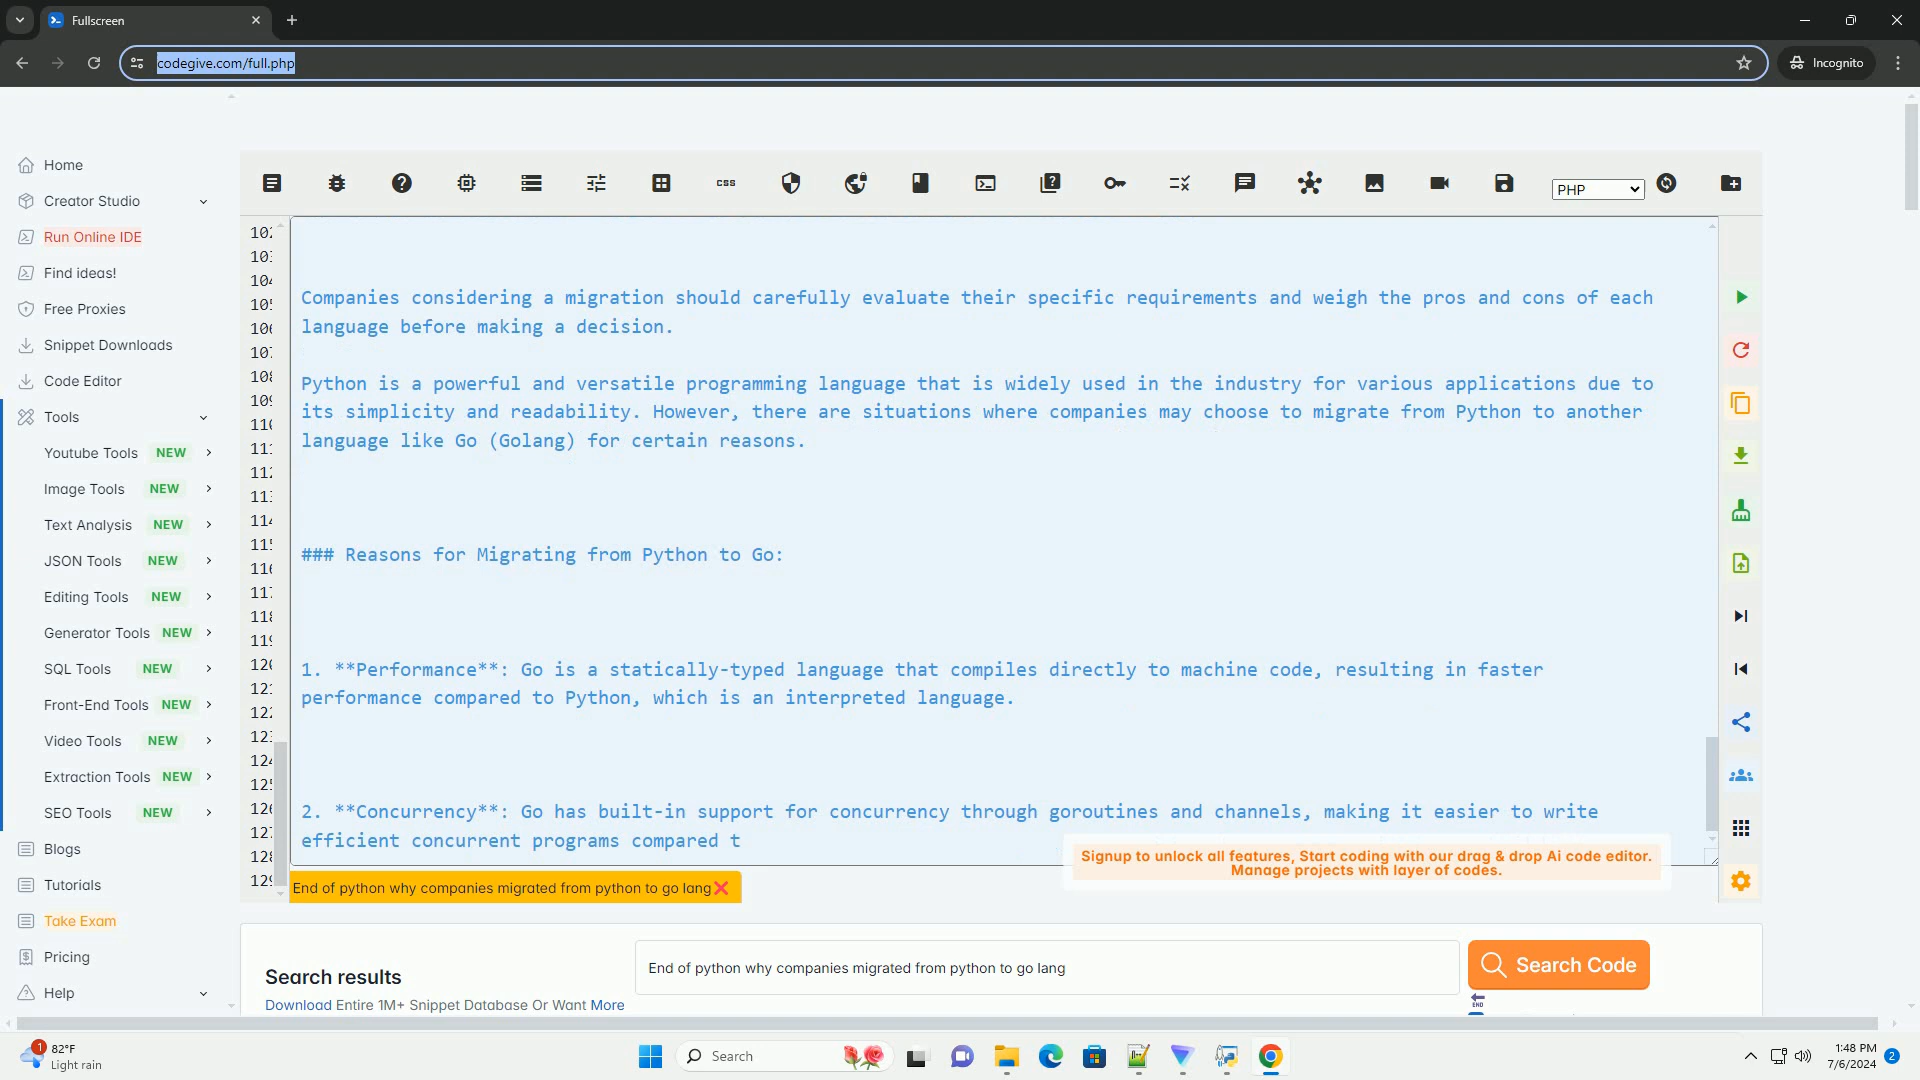 Fullscreen
codegive.com/full.php
Incognito
Home
Creator Studio
Run Online IDE
Find ideas!
Free Proxies
Snippet Downloads
Code Editor
Tools
Youtube Tools NEW
Image Tools NEW
Text Analysis NEW
JSON Tools NEW
Editing Tools NEW
Generator Tools NEW
SQL Tools NEW
Front-End Tools NEW
Video Tools NEW
Extraction Tools NEW
SEO Tools NEW
Blogs
Tutorials
Take Exam
Pricing
Help
css
PHP
Companies considering a migration should carefully evaluate their specific requirements and weigh the pros and cons of each
language before making a decision.
Python is a powerful and versatile programming language that is widely used in the industry for various applications due to
its simplicity and readability. However, there are situations where companies may choose to migrate from Python to another
language like Go (Golang) for certain reasons.
### Reasons for Migrating from Python to Go:
1. **Performance**: Go is a statically-typed language that compiles directly to machine code, resulting in faster
performance compared to Python, which is an interpreted language.
2. **Concurrency**: Go has built-in support for concurrency through goroutines and channels, making it easier to write
efficient concurrent programs compared t
Signup to unlock all features, Start coding with our drag & drop Ai code editor.
Manage projects with layer of codes.
End of python why companies migrated from python to go lang
Search results
Download Entire 1M+ Snippet Database Or Want More
End of python why companies migrated from python to go lang
Search Code
END
1
82°F
Light rain
Search
1:48 PM
7/6/2024
2